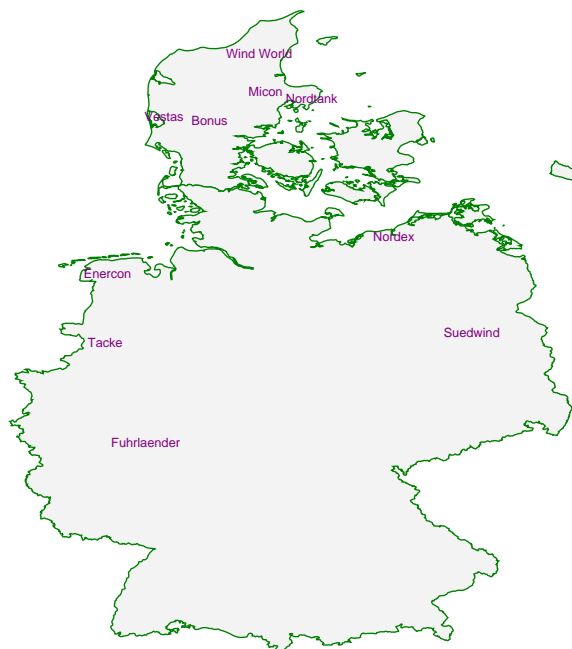 Wind World
Micon
Nordtank
Vestas
Bonus
Nordex
Enercon
Suedwind
Tacke
Fuhrlaender